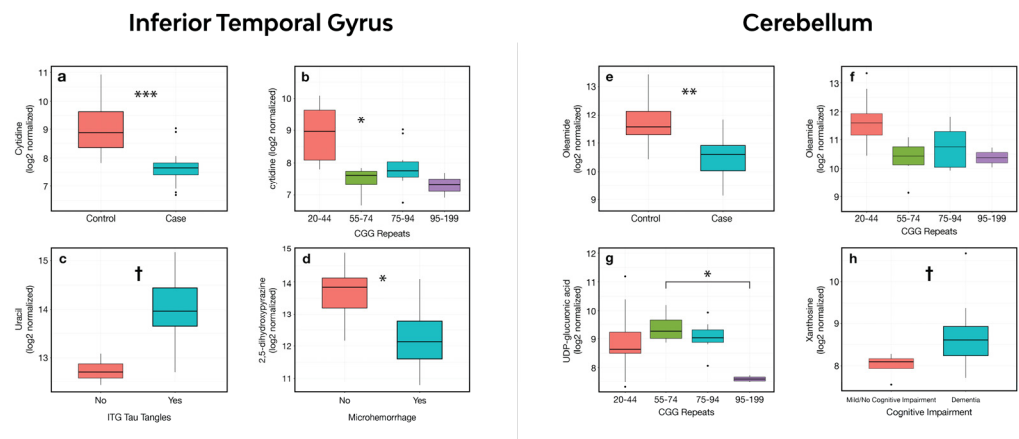 Inferior Temporal Gyrus
Cerebellum
a
***
Cytidine
(log2 normalized)
11
10
9
8
7
Control
Case
b
*
cytidine (log2 normalized)
10
9
8
7
20-44
55-74
75-94
95-199
CGG Repeats
c
†
Uracil
(log2 normalized)
15
14
13
No
Yes
ITG Tau Tangles
d
*
2,5-dihydroxypyrazine
(log2 normalized)
15
14
13
12
11
No
Yes
Microhemorrhage
e
**
Oleamide
(log2 normalized)
13
12
11
10
9
Control
Case
f
Oleamide
(log2 normalized)
13
12
11
10
9
20-44
55-74
75-94
95-199
CGG Repeats
g
*
UDP-glucuronic acid
(log2 normalized)
12
11
10
9
8
20-44
55-74
75-94
95-199
CGG Repeats
h
†
Xanthosine
(log2 normalized)
10
8
8
Mild/No Cognitive Impairment
Dementia
Cognitive Impairment